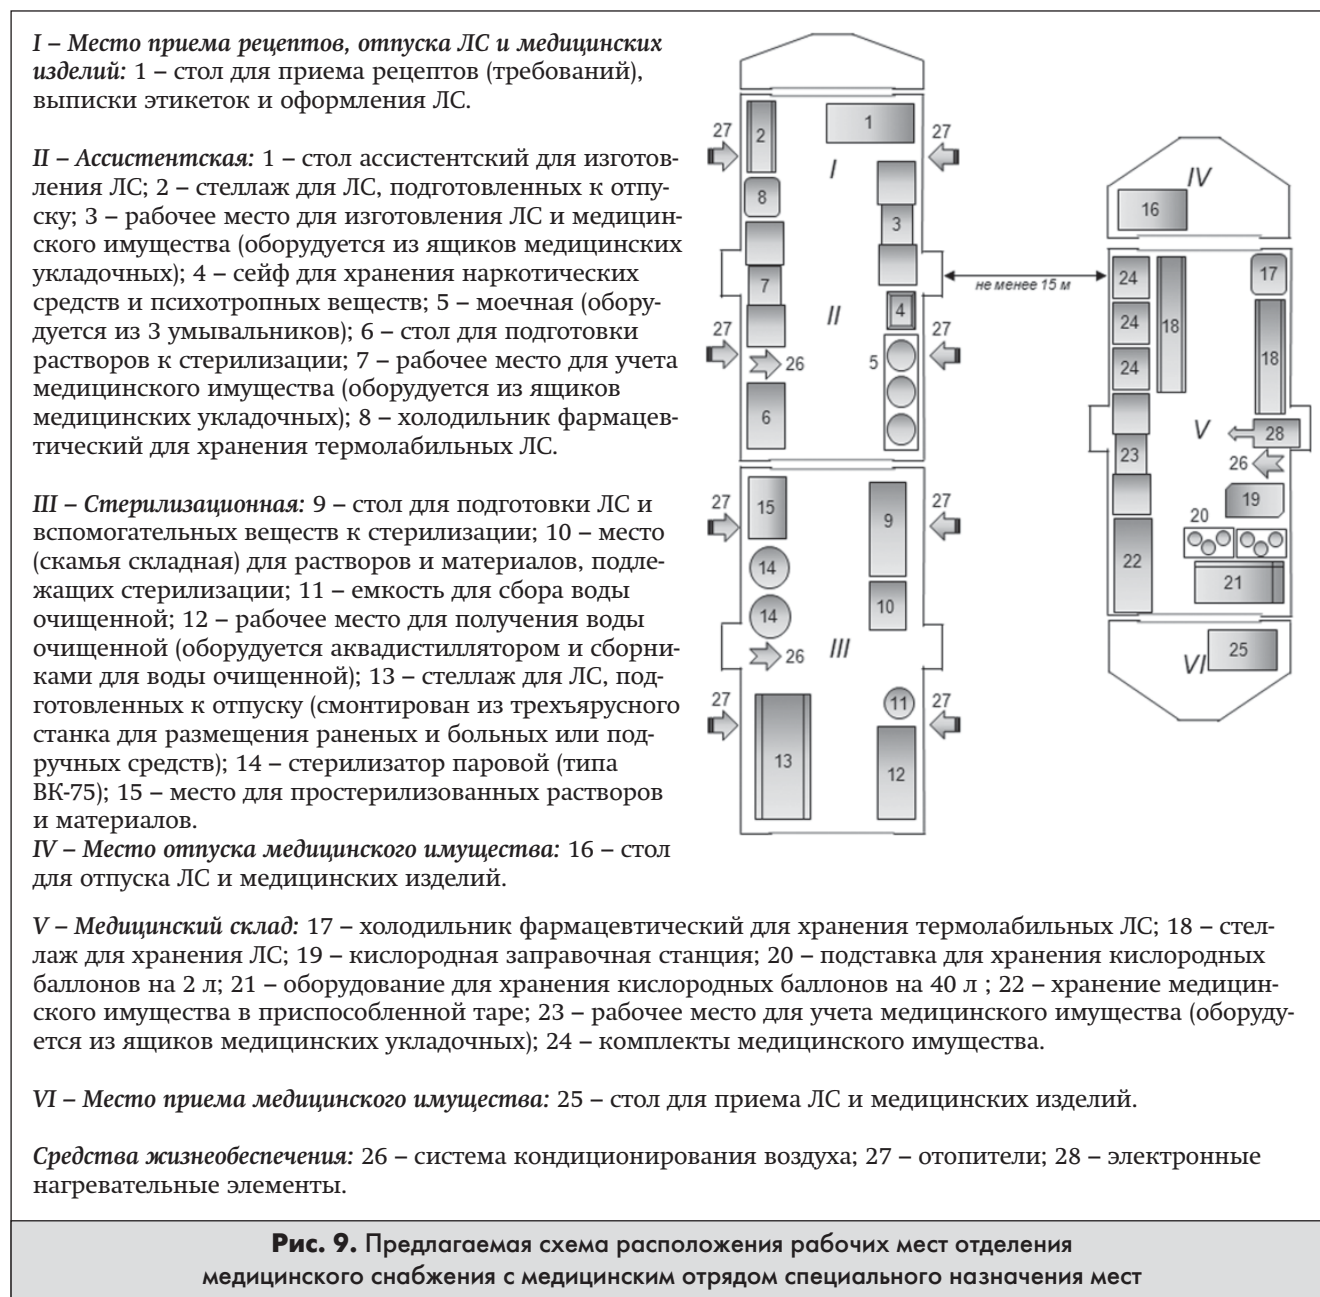 I – Место приема рецептов, отпуска ЛС и медицинских
изделий: 1 – стол для приема рецептов (требований),
выписки этикеток и оформления ЛС.
II – Ассистентская: 1 – стол ассистентский для изготов-
ления ЛС; 2 – стеллаж для ЛС, подготовленных к отпу-
ску; 3 – рабочее место для изготовления ЛС и медицин-
ского имущества (оборудуется из ящиков медицинских
укладочных); 4 – сейф для хранения наркотических
средств и психотропных веществ; 5 – моечная (обору-
дуется из 3 умывальников); 6 – стол для подготовки
растворов к стерилизации; 7 – рабочее место для учета
медицинского имущества (оборудуется из ящиков
медицинских укладочных); 8 – холодильник фармацев-
тический для хранения термолабильных ЛС.
III – Стерилизационная: 9 – стол для подготовки ЛС и
вспомогательных веществ к стерилизации; 10 – место
(скамья складная) для растворов и материалов, подле-
жащих стерилизации; 11 – емкость для сбора воды
очищенной; 12 – рабочее место для получения воды
очищенной (оборудуется аквадистиллятором и сборни-
ками для воды очищенной); 13 – стеллаж для ЛС, под-
готовленных к отпуску (смонтирован из трехъярусного
станка для размещения раненых и больных или под-
ручных средств); 14 – стерилизатор паровой (типа
ВК-75); 15 – место для простерилизованных растворов
и материалов.
IV – Место отпуска медицинского имущества: 16 – стол
для отпуска ЛС и медицинских изделий.
27
2
1
27
I
8
3
7
II
4
27
26
5
27
6
27
15
9
27
14
10
14
26
III
27
11
27
13
12
не менее 15 м
IV
16
24
18
17
24
24
18
V
28
23
26
19
20
22
21
VI
25
V – Медицинский склад: 17 – холодильник фармацевтический для хранения термолабильных ЛС; 18 – стел-
лаж для хранения ЛС; 19 – кислородная заправочная станция; 20 – подставка для хранения кислородных
баллонов на 2 л; 21 – оборудование для хранения кислородных баллонов на 40 л ; 22 – хранение медицин-
ского имущества в приспособленной таре; 23 – рабочее место для учета медицинского имущества (оборуду-
ется из ящиков медицинских укладочных); 24 – комплекты медицинского имущества.
VI – Место приема медицинского имущества: 25 – стол для приема ЛС и медицинских изделий.
Средства жизнеобеспечения: 26 – система кондиционирования воздуха; 27 – отопители; 28 – электронные
нагревательные элементы.
Рис. 9. Предлагаемая схема расположения рабочих мест отделения
медицинского снабжения с медицинским отрядом специального назначения мест